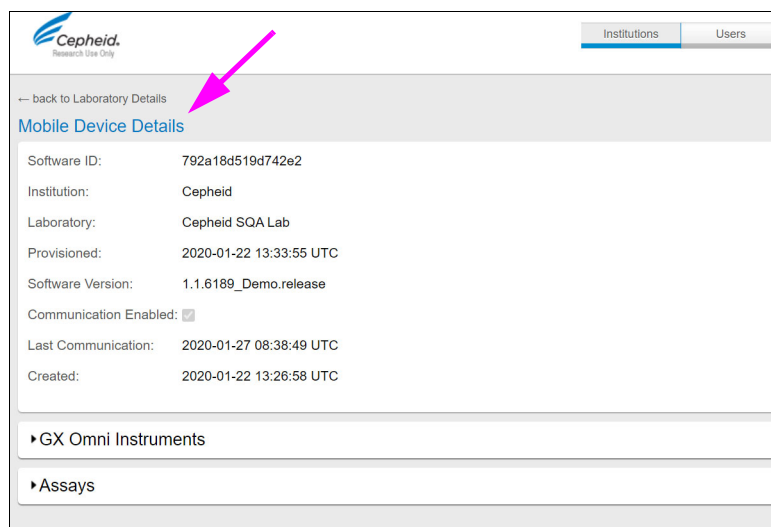 Cepheid.
Research Use Only
Institutions Users
← back to Laboratory Details
Mobile Device Details
Software ID: 792a18d519d742e2
Institution: Cepheid
Laboratory: Cepheid SQA Lab
Provisioned: 2020-01-22 13:33:55 UTC
Software Version: 1.1.6189_Demo.release
Communication Enabled:
Last Communication: 2020-01-27 08:38:49 UTC
Created: 2020-01-22 13:26:58 UTC
GX Omni Instruments
Assays